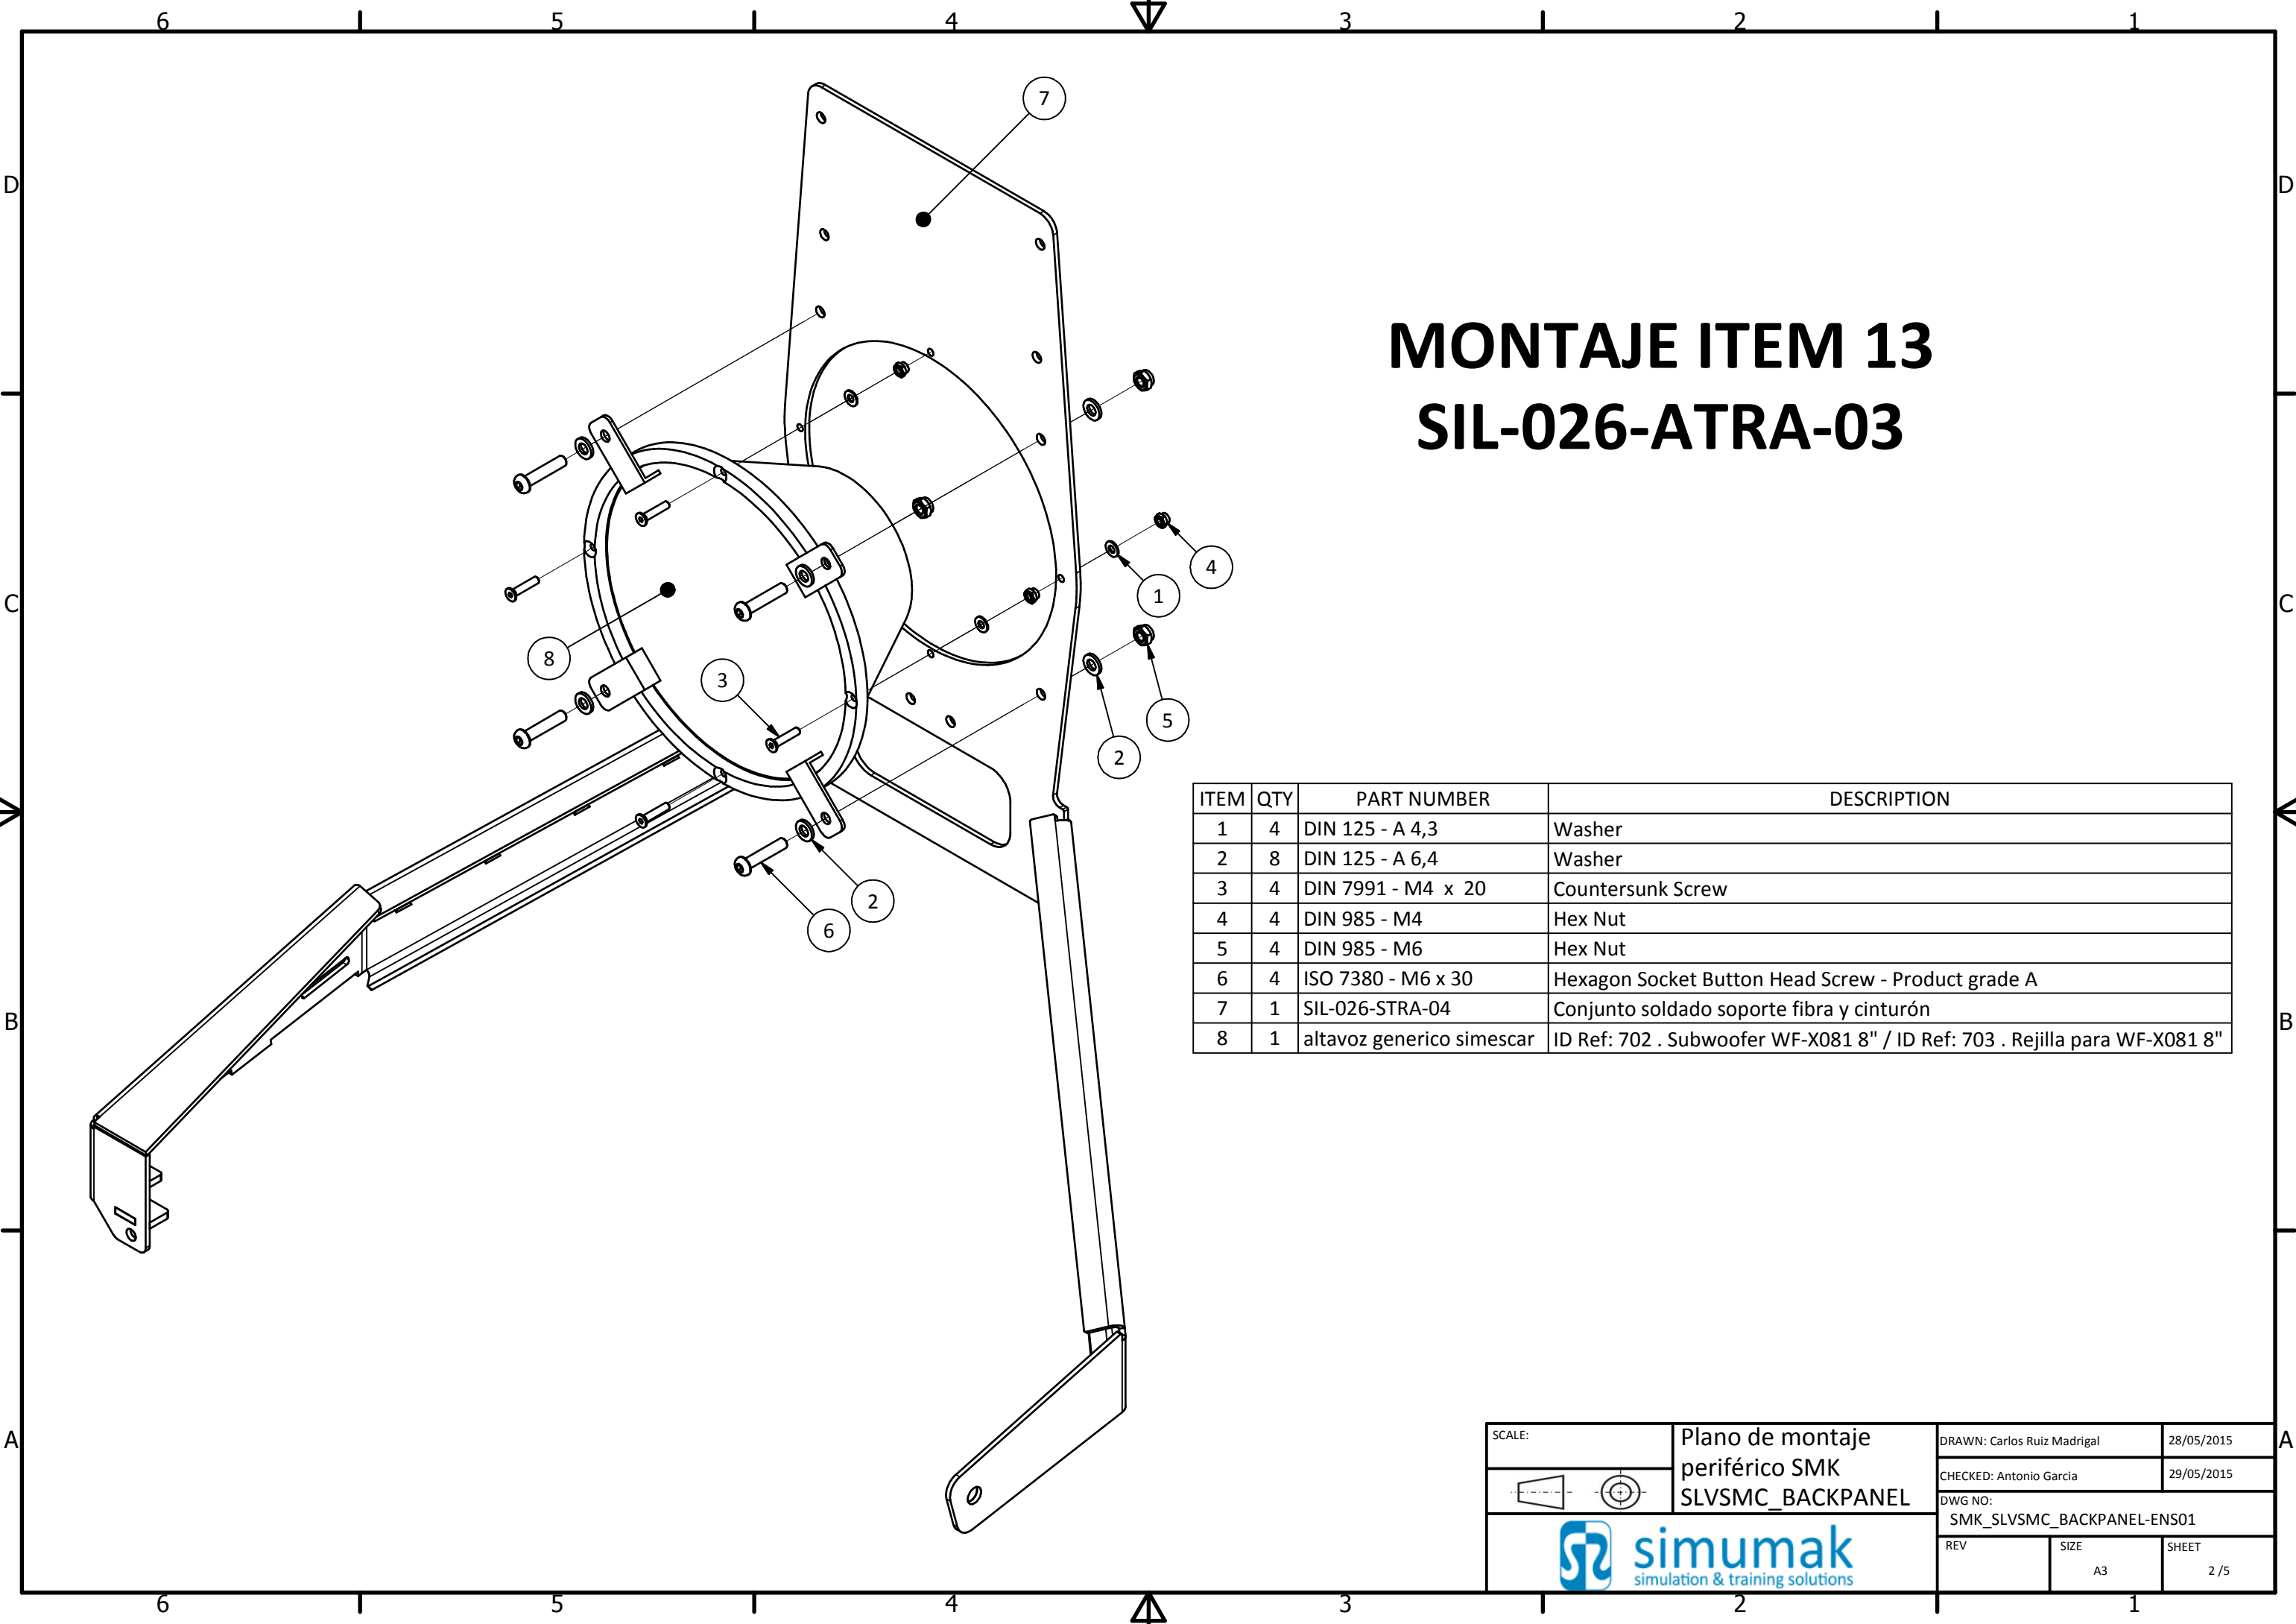 6 5 4 3 2 1
7
D D
MONTAJE ITEM 13
SIL-026-ATRA-03
4
1
C C
8
3
5
2
2
6
ITEM QTY PART NUMBER DESCRIPTION
1 4 DIN 125 - A 4,3 Washer
2 8 DIN 125 - A 6,4 Washer
3 4 DIN 7991 - M4 x 20 Countersunk Screw
4 4 DIN 985 - M4 Hex Nut
5 4 DIN 985 - M6 Hex Nut
6 4 ISO 7380 - M6 x 30 Hexagon Socket Button Head Screw - Product grade A
7 1 SIL-026-STRA-04 Conjunto soldado soporte fibra y cinturón
8 1 altavoz generico simescar ID Ref: 702 . Subwoofer WF-X081 8" / ID Ref: 703 . Rejilla para WF-X081 8"
B B
A A
SCALE:
Plano de montaje
periférico SMK
SLVSMC_BACKPANEL
DRAWN: Carlos Ruiz Madrigal 28/05/2015
CHECKED: Antonio Garcia 29/05/2015
DWG NO:
SMK_SLVSMC_BACKPANEL-ENS01
REV SIZE SHEET
A3 2 /5
simumak
simulation & training solutions
6 5 4 3 2 1